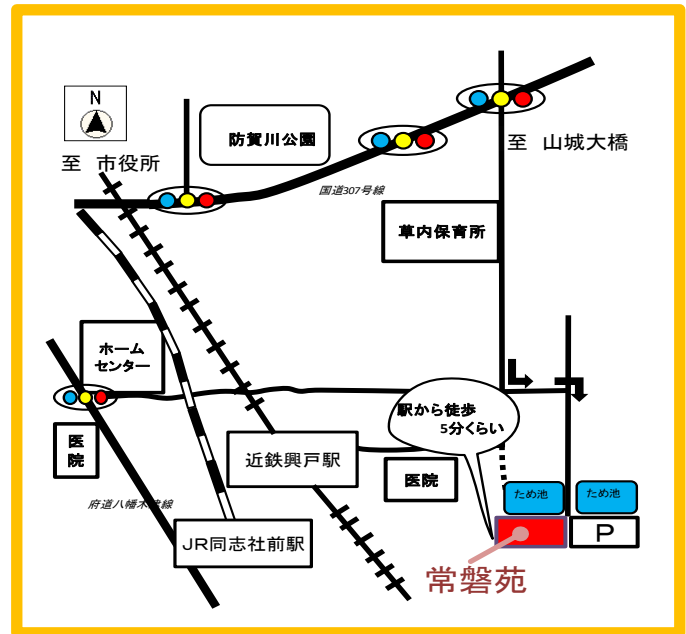 N
防賀川公園
至 市役所
至 山城大橋
国道307号線
草内保育所
ホーム
センター
駅から徒歩
5分くらい
医
院
近鉄興戸駅
医院
ため池
ため池
府道八幡木津線
JR同志社前駅
P
常磐苑